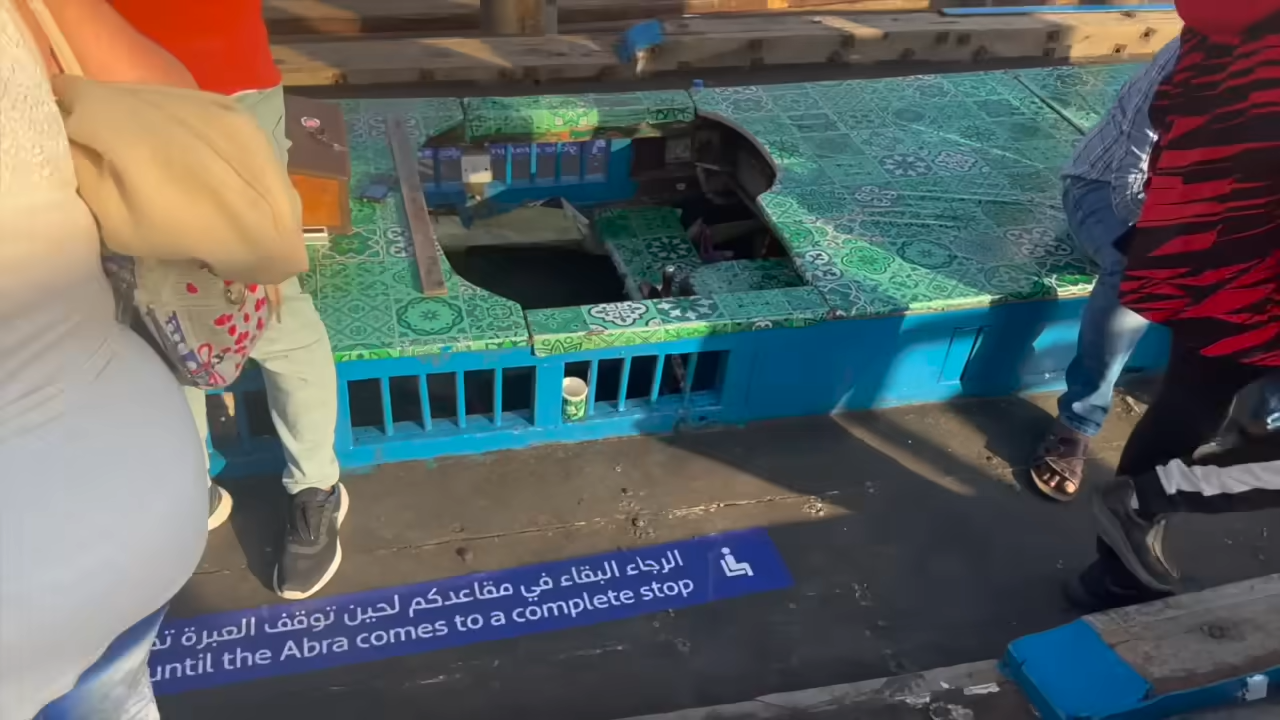 الرجاء البقاء في مقاعدكم لحين توقف العبرة
until the Abra comes to a complete stop